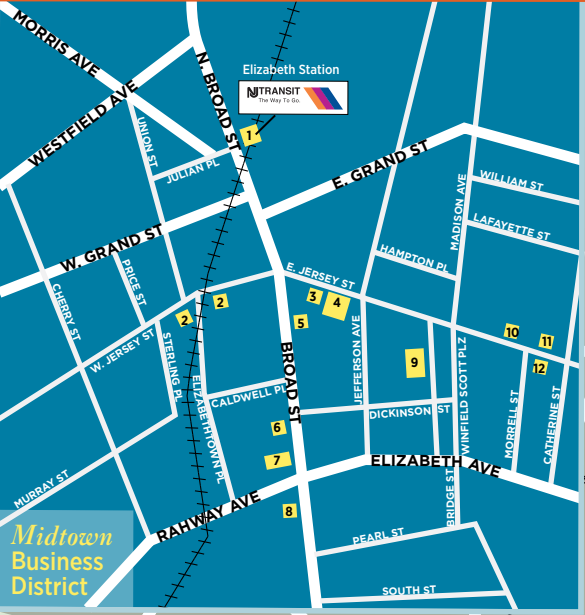 MORRIS AVE
WESTFIELD AVE
N. BROAD ST
Elizabeth Station
NJTRANSIT
The Way To Go.
1
UNION ST
JULIAN PL
E. GRAND ST
WILLIAM ST
MADISON AVE
LAFAYETTE ST
W. GRAND ST
HAMPTON PL
PRICE ST
E. JERSEY ST
CHERRY ST
2
2
3
4
5
W. JERSEY ST
STERLING PL
ELIZABETHTOWN PL
BROAD ST
JEFFERSON AVE
9
10
11
12
WINFIELD SCOTT PLZ
CALDWELL PL
DICKINSON ST
MORRELL ST
CATHERINE ST
6
7
8
ELIZABETH AVE
MURRAY ST
RAHWAY AVE
BRIDGE ST
PEARL ST
SOUTH ST
Midtown
Business
District